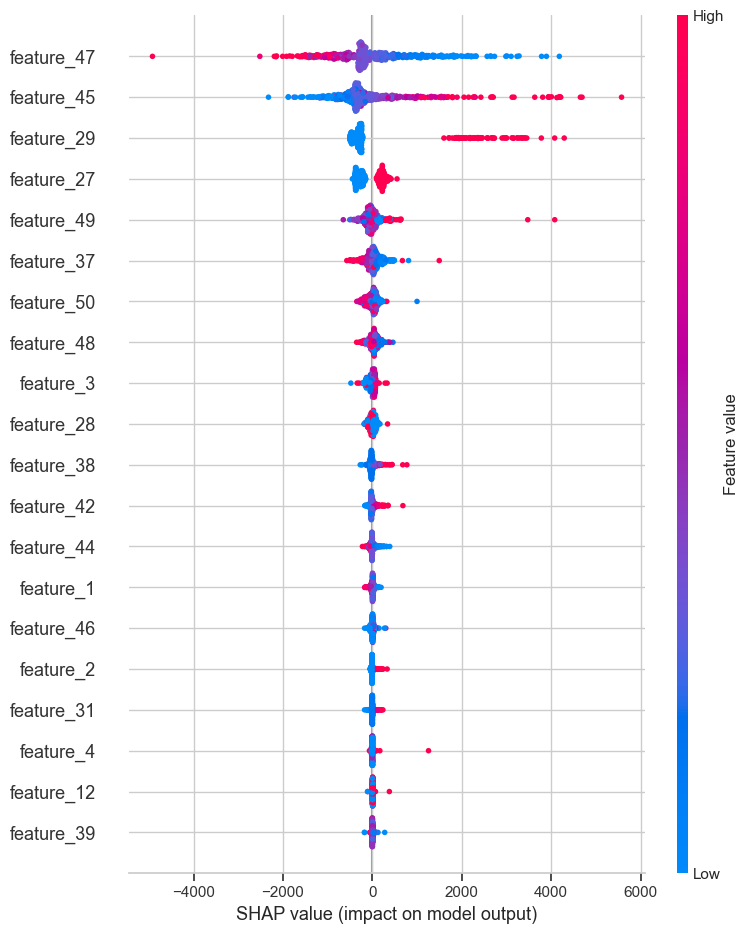 High
feature_47
feature_45
feature_29
feature_27
feature_49
feature_37
feature_50
feature_48
feature_3
feature_28
feature_38
feature_42
feature_44
feature_1
feature_46
feature_2
feature_31
feature_4
feature_12
feature_39
Feature value
Low
−4000 −2000 0 2000 4000 6000
SHAP value (impact on model output)